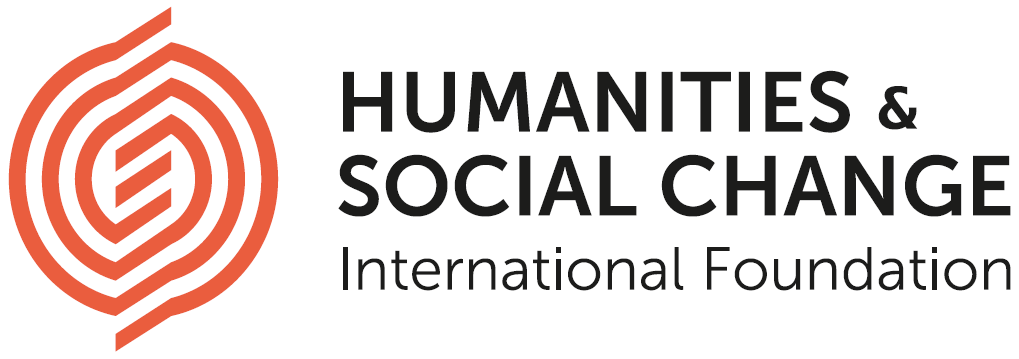 HUMANITIES &
SOCIAL CHANGE
International Foundation